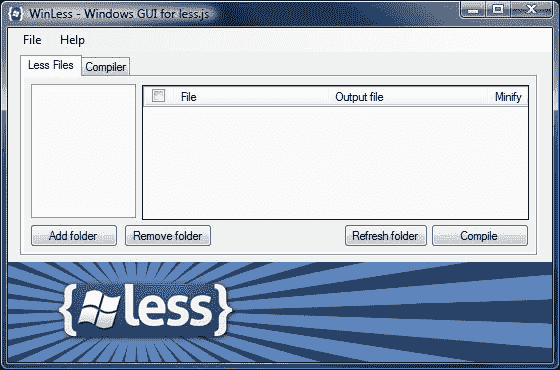 WinLess - Windows GUI for less.js
File Help
Less Files Compiler
File Output file Minify
Add folder Remove folder Refresh folder Compile
{less}